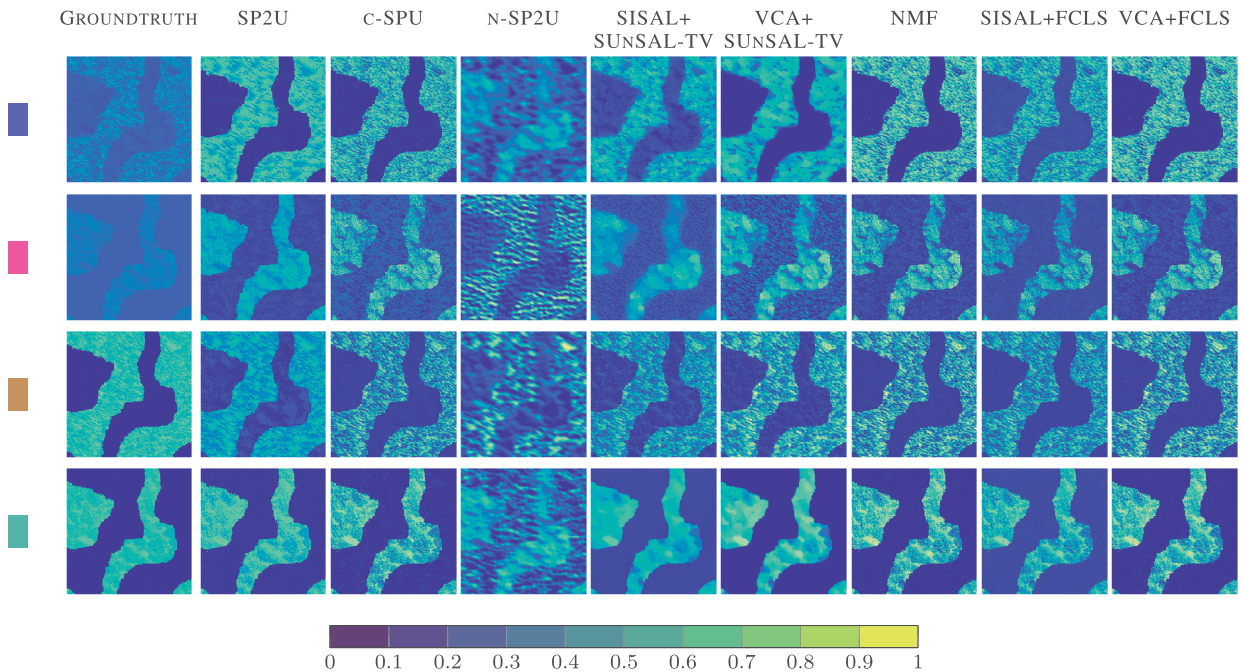 GROUNDTRUTH SP2U C-SPU N-SP2U SISAL+ VCA+ NMF SISAL+FCLS VCA+FCLS
SUNSAL-TV SUNSAL-TV
0 0.1 0.2 0.3 0.4 0.5 0.6 0.7 0.8 0.9 1